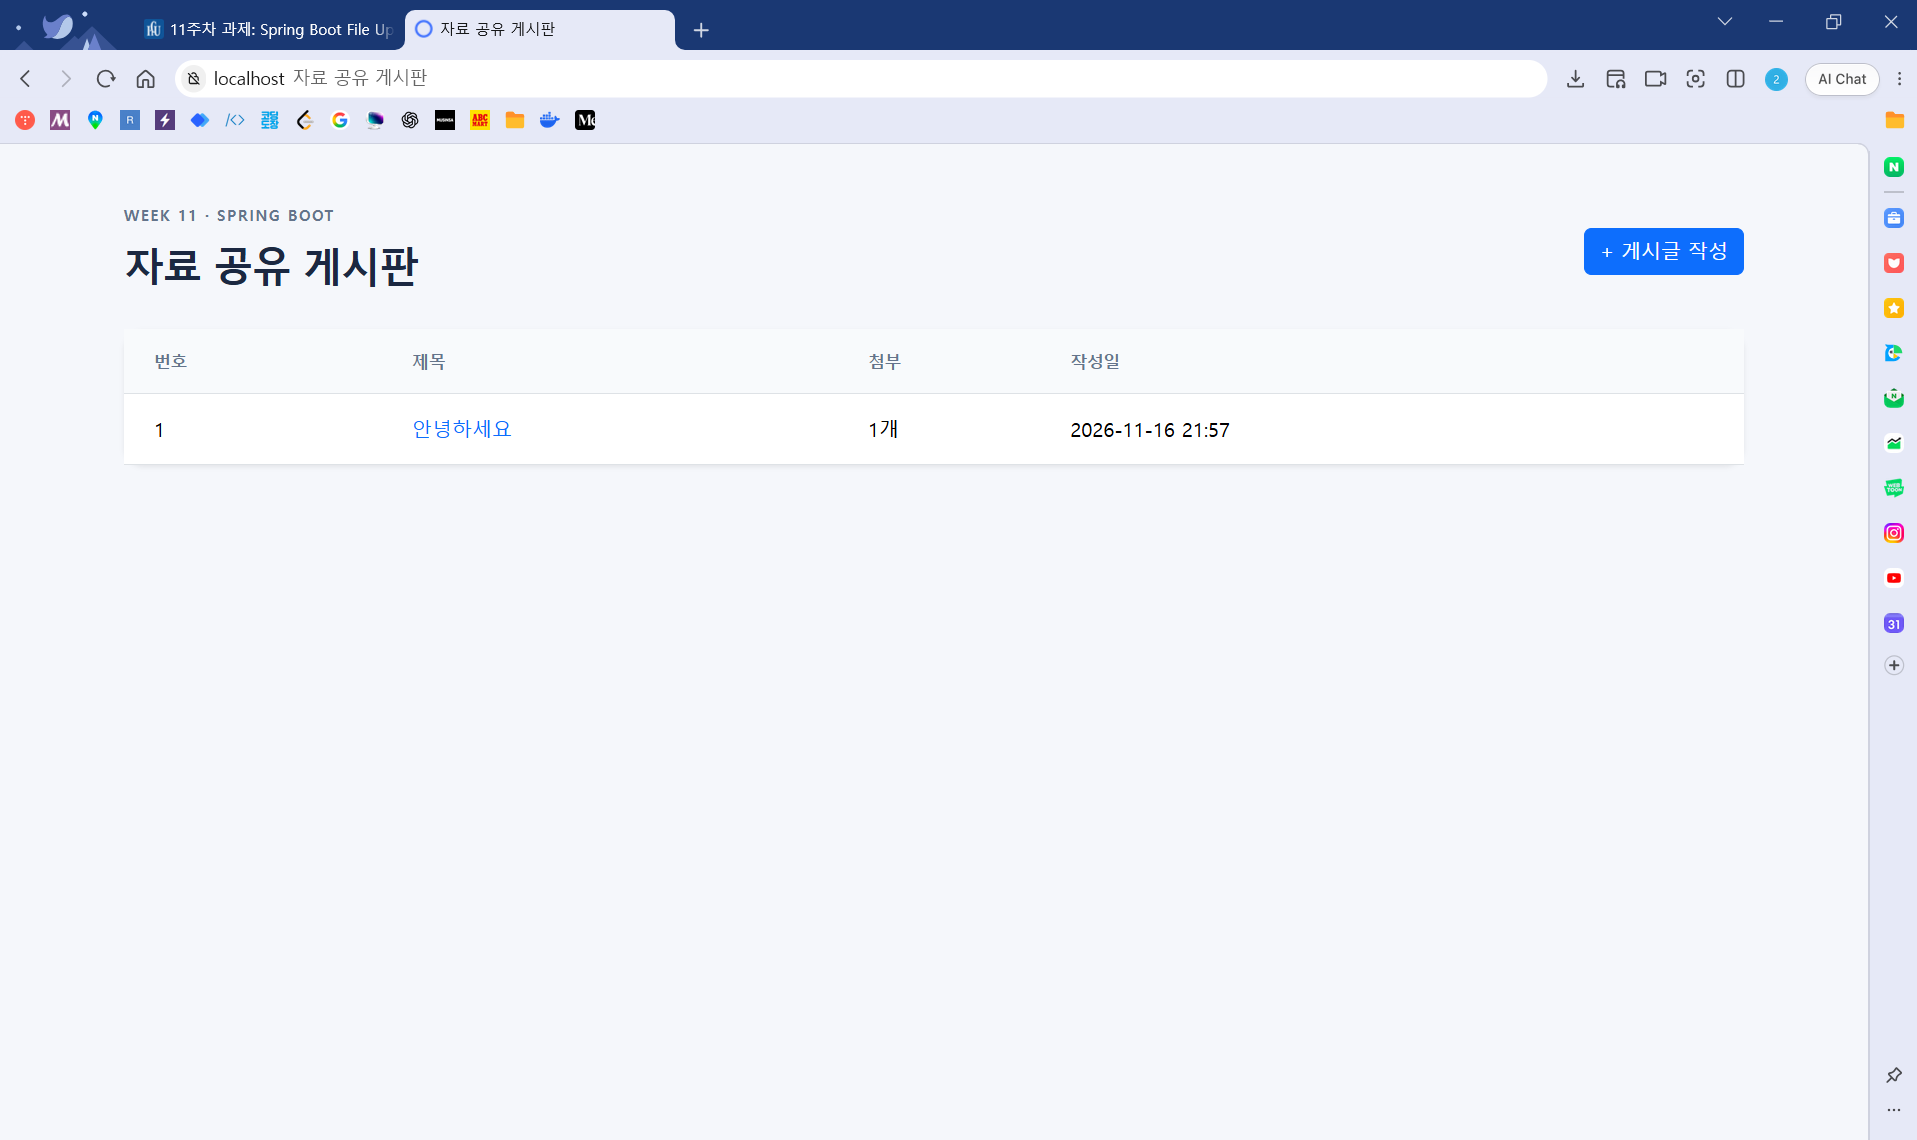 11주차 과제: Spring Boot File Up
자료 공유 게시판
localhost 자료 공유 게시판
2
AI Chat
WEEK 11 · SPRING BOOT
자료 공유 게시판
+ 게시글 작성
번호 제목 첨부 작성일
1 안녕하세요 1개 2026-11-16 21:57
31